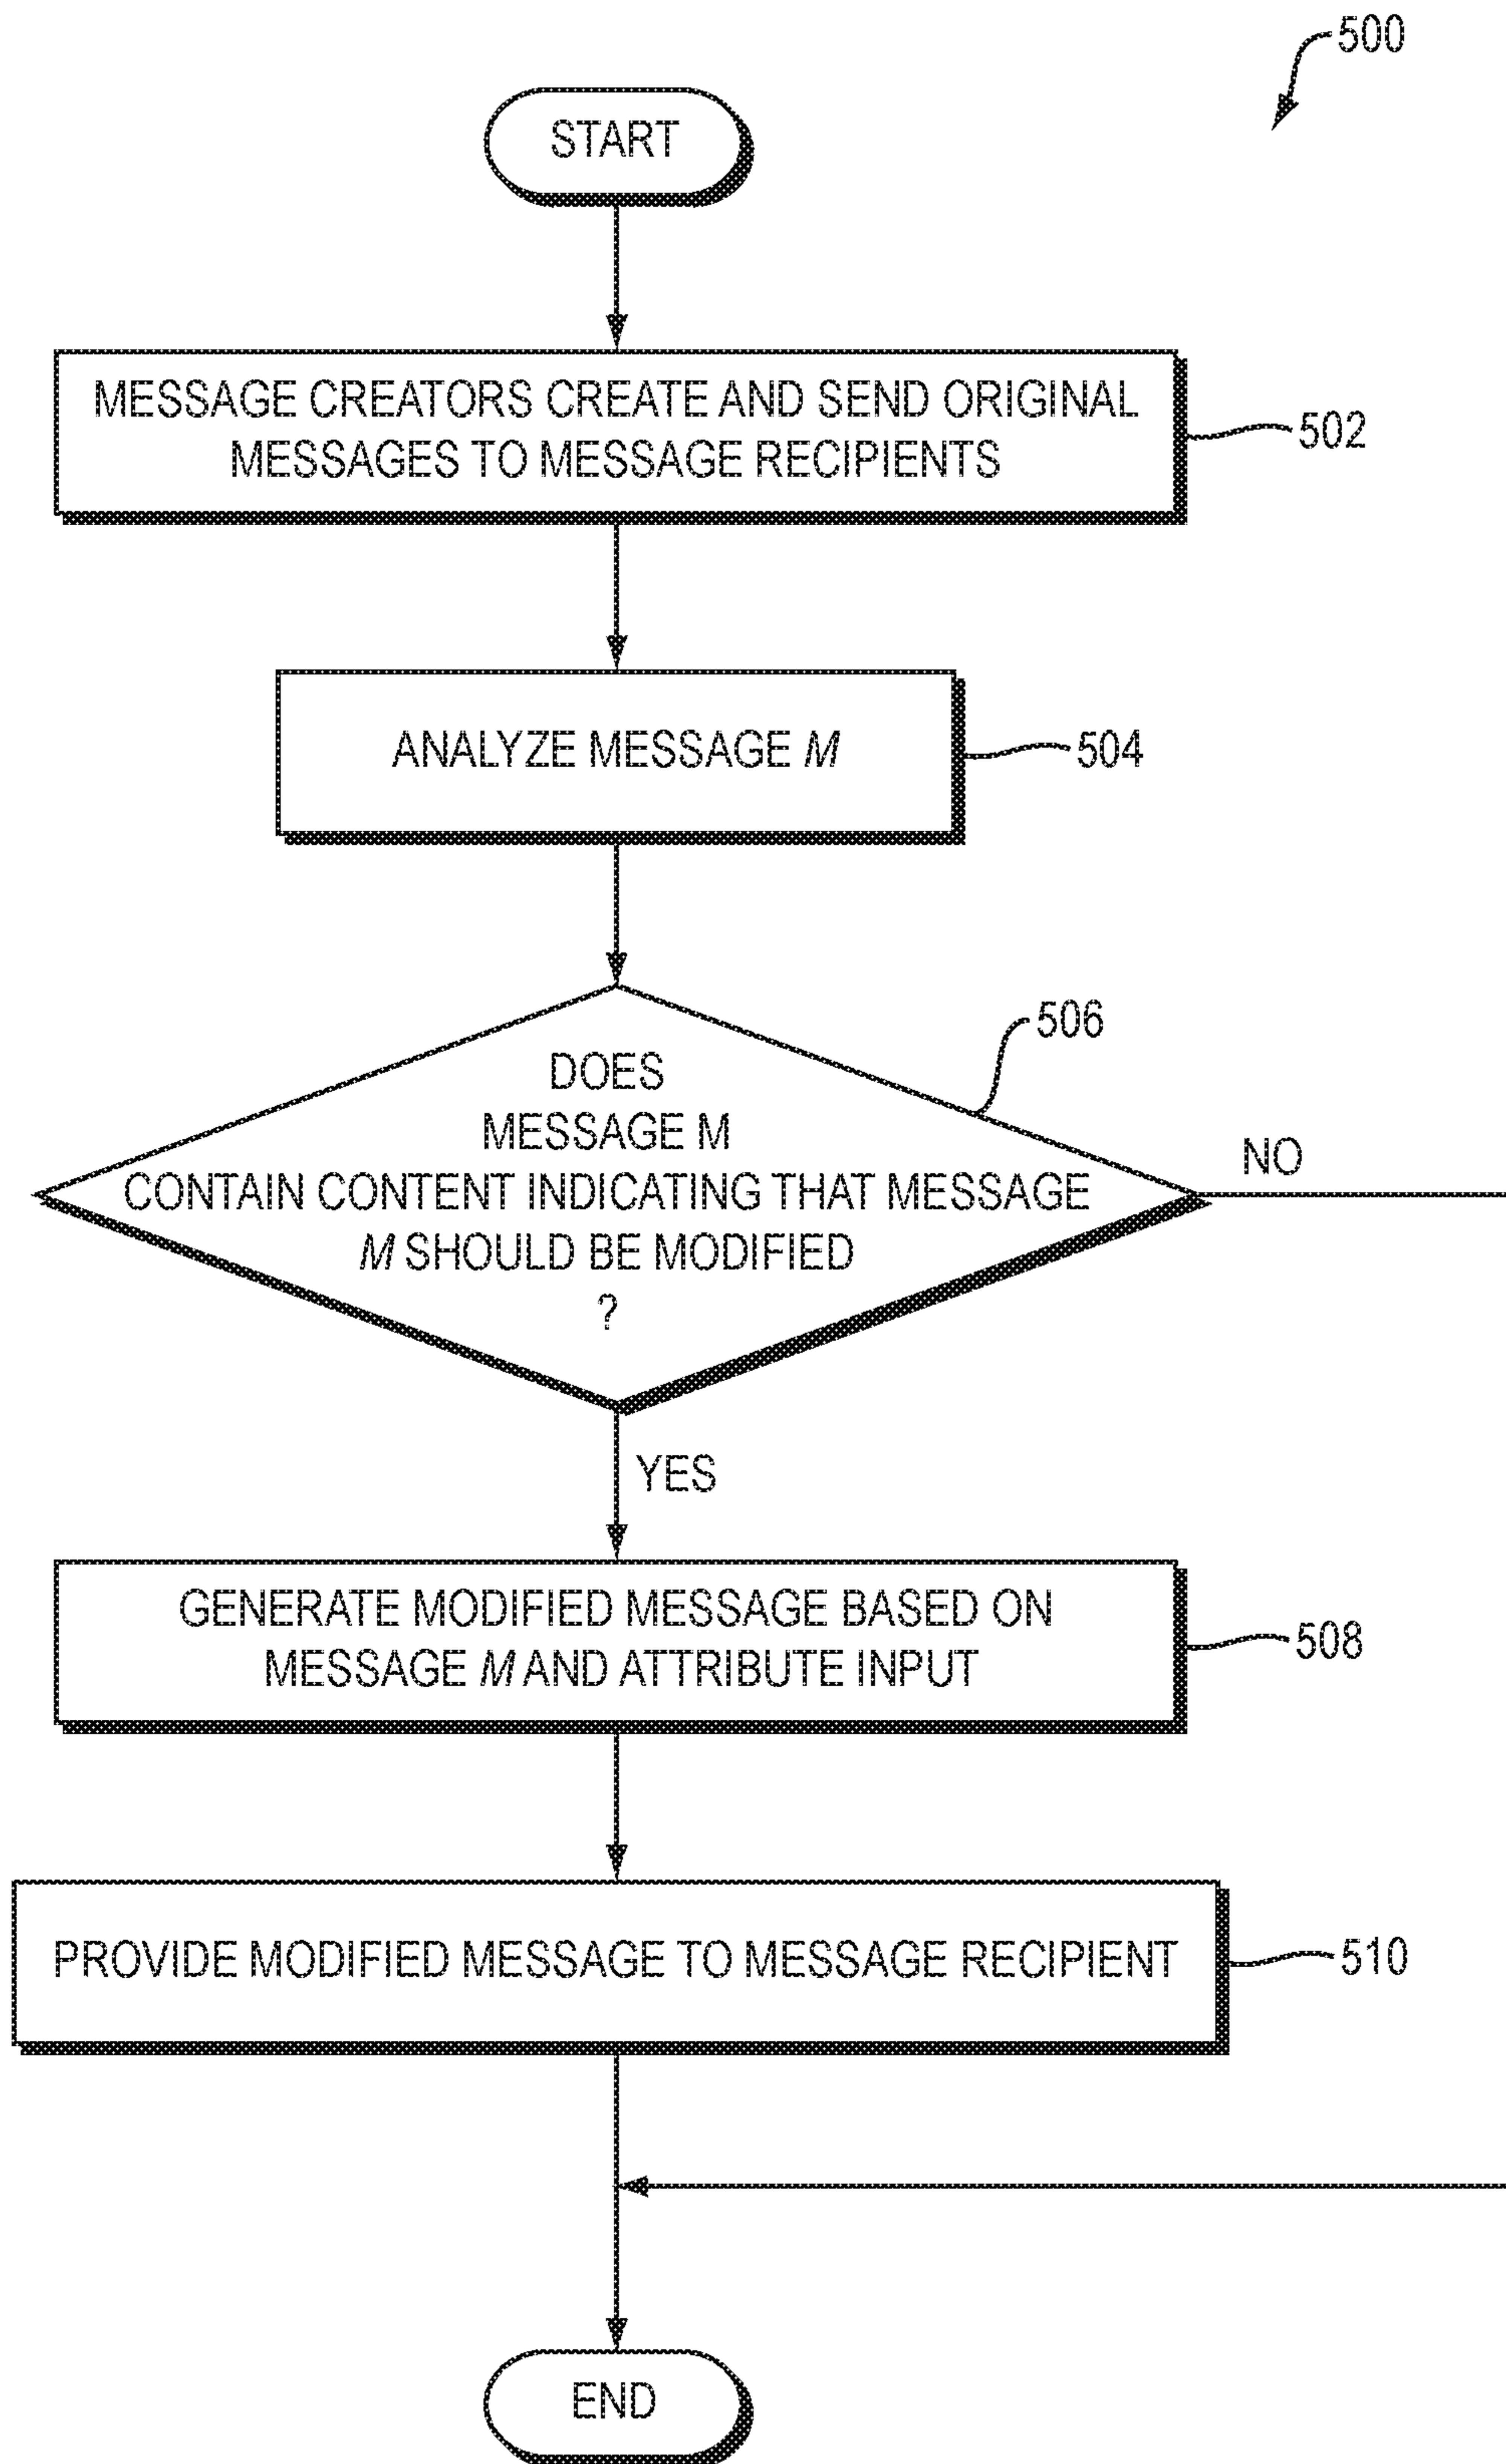 500
START
MESSAGE CREATORS CREATE AND SEND ORIGINAL
MESSAGES TO MESSAGE RECIPIENTS
502
ANALYZE MESSAGE M
504
506
DOES
MESSAGE M
CONTAIN CONTENT INDICATING THAT MESSAGE
M SHOULD BE MODIFIED
?
NO
YES
GENERATE MODIFIED MESSAGE BASED ON
MESSAGE M AND ATTRIBUTE INPUT
508
PROVIDE MODIFIED MESSAGE TO MESSAGE RECIPIENT
510
END